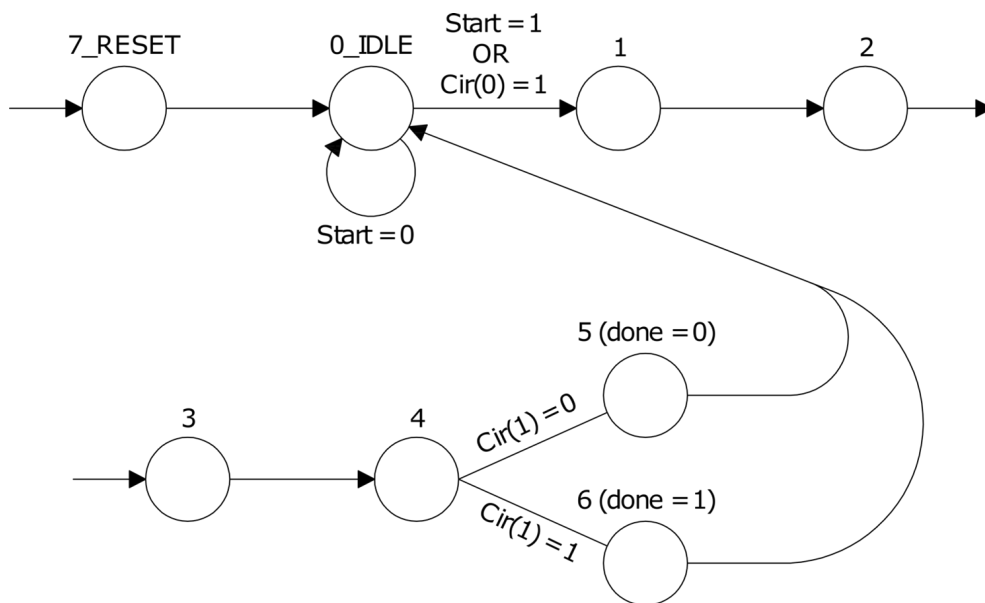 7_RESET
0_IDLE
Start = 1
OR
Cir(0) = 1
1
2
Start = 0
5 (done = 0)
3
4
Cir(1) = 0
6 (done = 1)
Cir(1) = 1